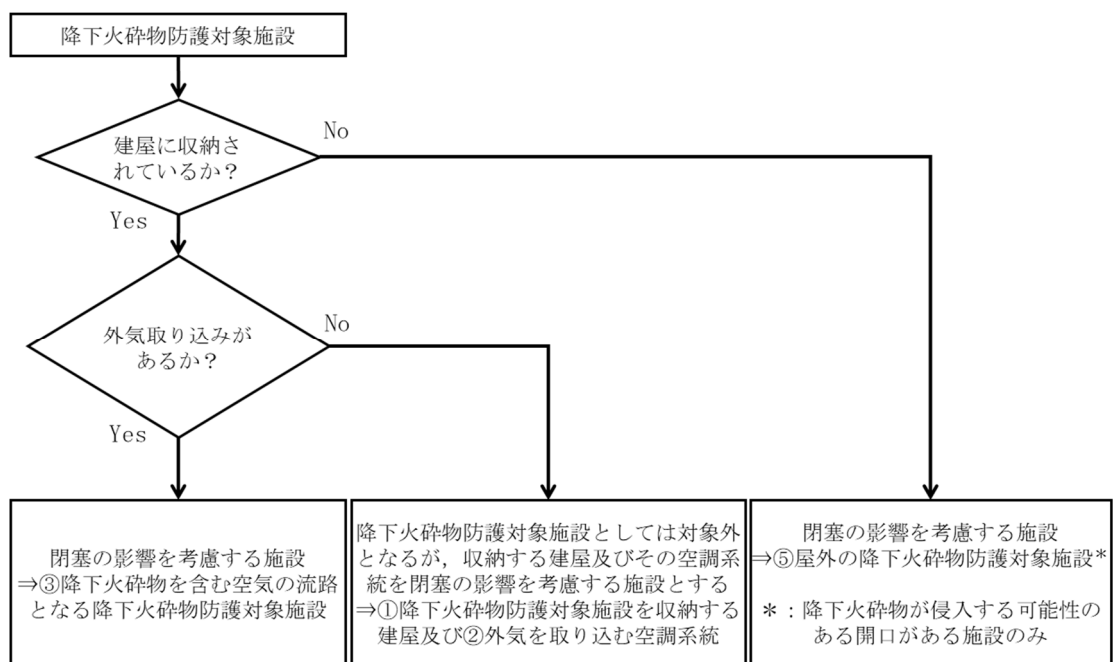 降下火砕物防護対象施設
建屋に収納さ
れているか？
No
Yes
外気取り込みが
あるか？
No
Yes
閉塞の影響を考慮する施設
⇒③降下火砕物を含む空気の流路
となる降下火砕物防護対象施設
降下火砕物防護対象施設としては対象外
となるが，収納する建屋及びその空調系
統を閉塞の影響を考慮する施設とする
⇒①降下火砕物防護対象施設を収納する
建屋及び②外気を取り込む空調系統
閉塞の影響を考慮する施設
⇒⑤屋外の降下火砕物防護対象施設*
＊：降下火砕物が侵入する可能性の
ある開口がある施設のみ